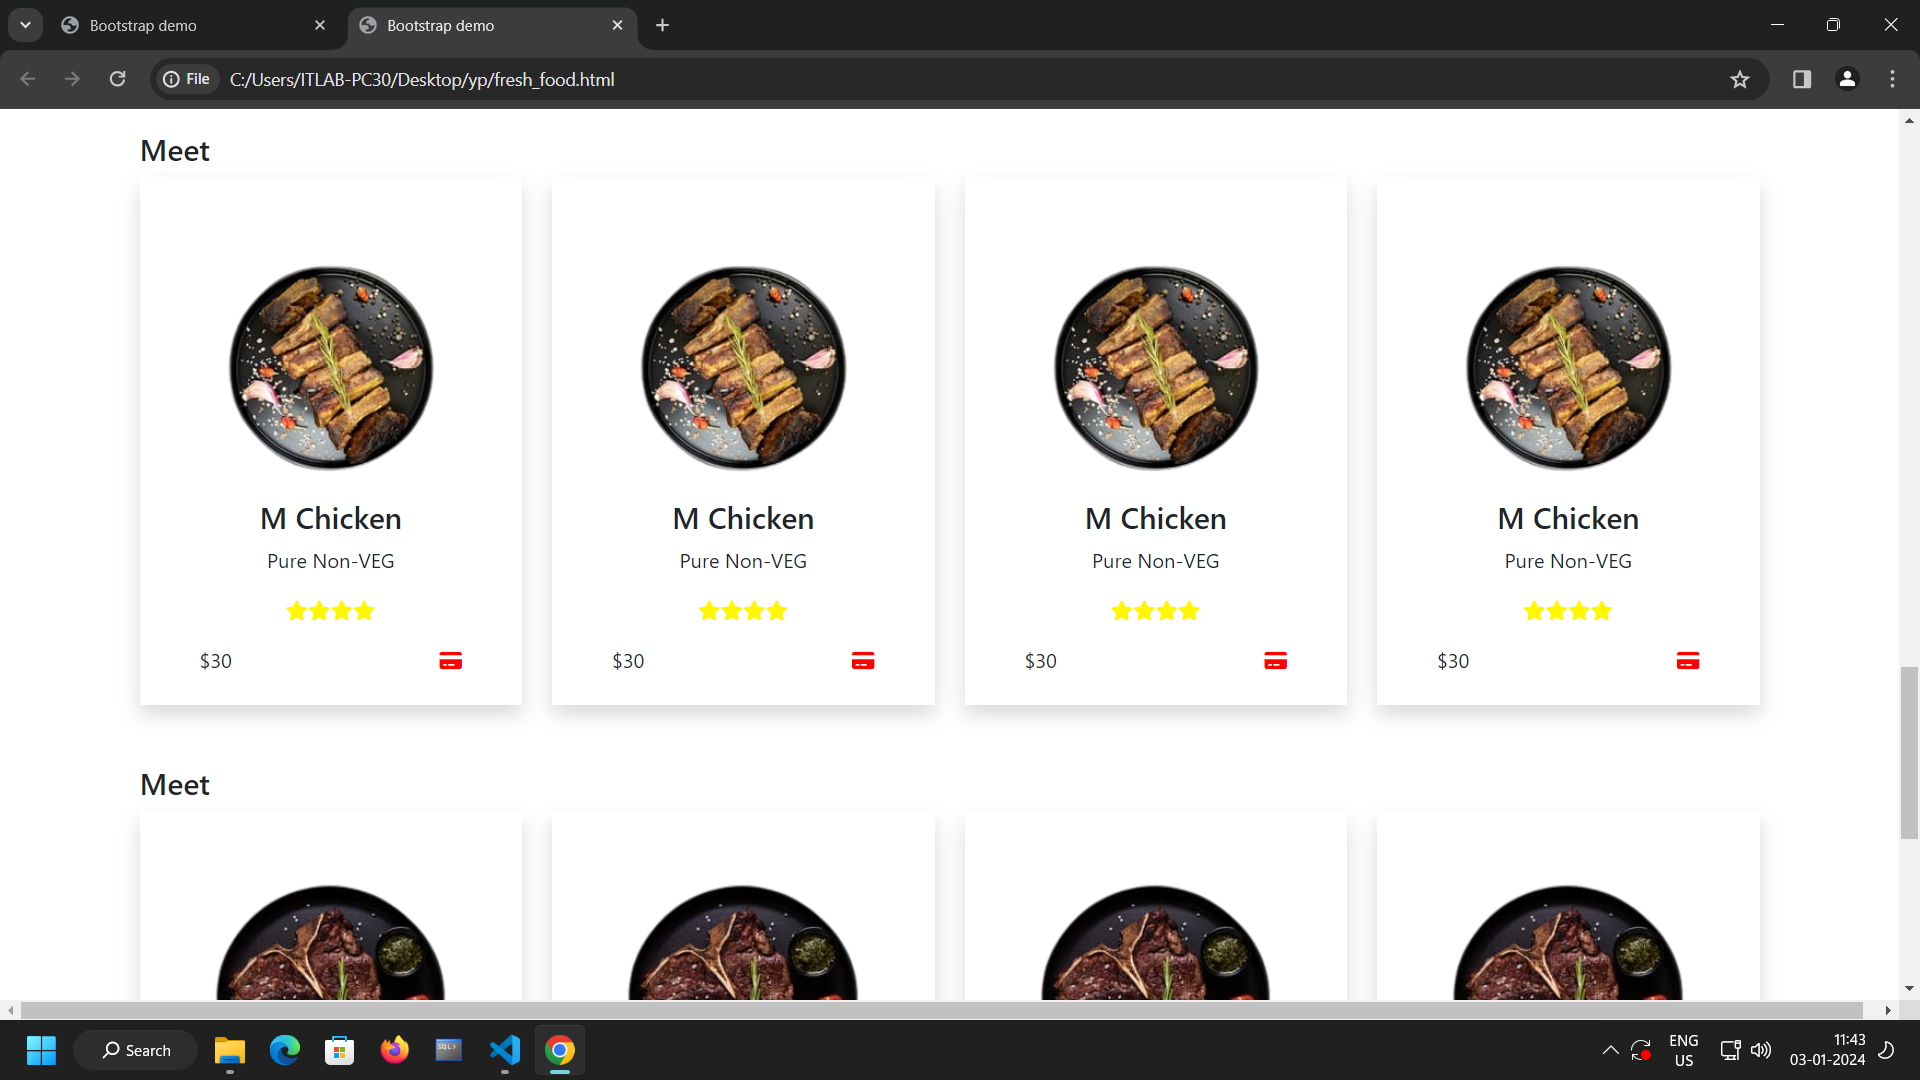 Bootstrap demo
Bootstrap demo
File
C:/Users/ITLAB-PC30/Desktop/yp/fresh_food.html
Meet
M Chicken
Pure Non-VEG
$30
M Chicken
Pure Non-VEG
$30
M Chicken
Pure Non-VEG
$30
M Chicken
Pure Non-VEG
$30
Meet
Search
SQL>
ENG
US
11:43
03-01-2024